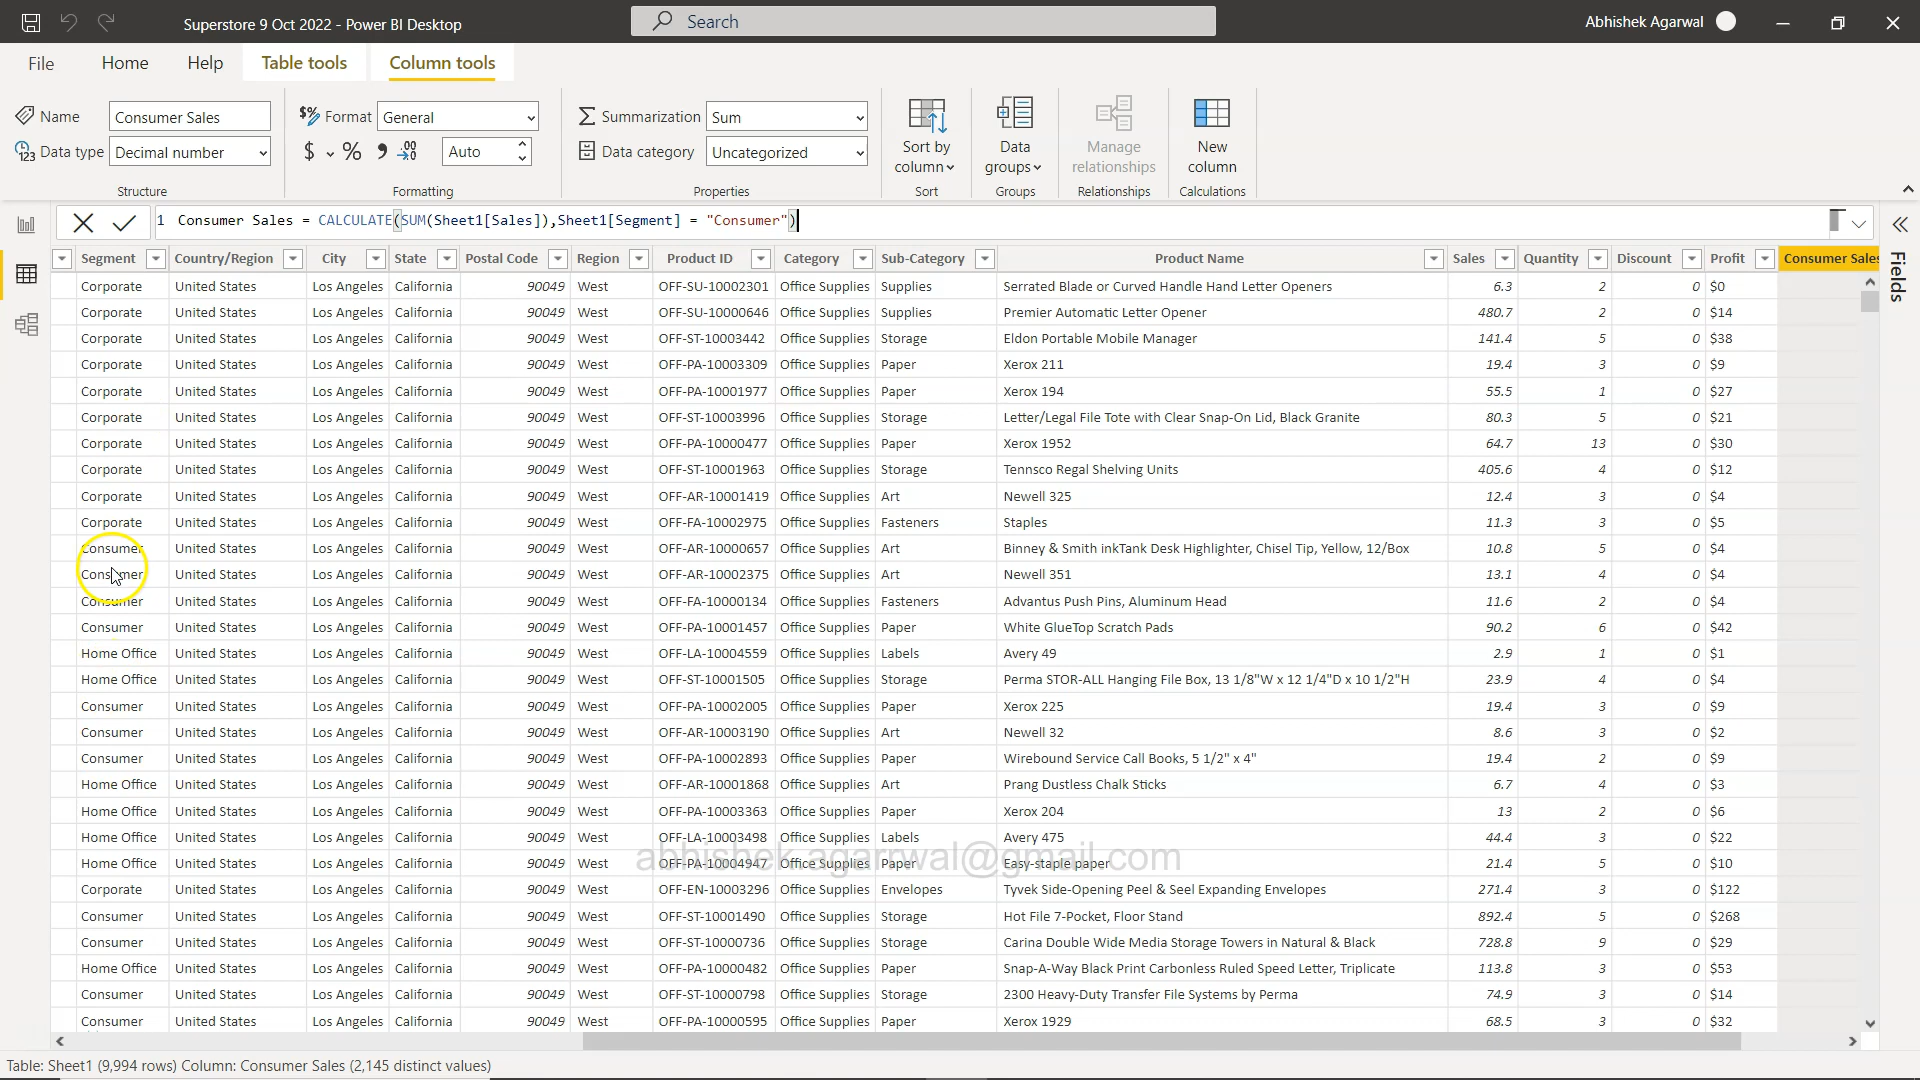 Superstore 9 Oct 2022 - Power BI Desktop Search Abhishek Agarwal
File Home Help Table tools Column tools
Name Consumer Sales Format General Summarization Sum
Data type Decimal number $ % Auto Data category Uncategorized
Sort by column Data groups Manage relationships New column
Structure Formatting Properties Sort Groups Relationships Calculations
1 Consumer Sales = CALCULATE(SUM(Sheet1[Sales]),Sheet1[Segment] = "Consumer")
Fields
Segment Country/Region City State Postal Code Region Product ID Category Sub-Category Product Name Sales Quantity Discount Profit Consumer Sales
Corporate United States Los Angeles California 90049 West OFF-SU-10002301 Office Supplies Supplies Serrated Blade or Curved Handle Hand Letter Openers 6.3 2 0 $0
Corporate United States Los Angeles California 90049 West OFF-SU-10000646 Office Supplies Supplies Premier Automatic Letter Opener 480.7 2 0 $14
Corporate United States Los Angeles California 90049 West OFF-ST-10003442 Office Supplies Storage Eldon Portable Mobile Manager 141.4 5 0 $38
Corporate United States Los Angeles California 90049 West OFF-PA-10003309 Office Supplies Paper Xerox 211 19.4 3 0 $9
Corporate United States Los Angeles California 90049 West OFF-PA-10001977 Office Supplies Paper Xerox 194 55.5 1 0 $27
Corporate United States Los Angeles California 90049 West OFF-ST-10003996 Office Supplies Storage Letter/Legal File Tote with Clear Snap-On Lid, Black Granite 80.3 5 0 $21
Corporate United States Los Angeles California 90049 West OFF-PA-10000477 Office Supplies Paper Xerox 1952 64.7 13 0 $30
Corporate United States Los Angeles California 90049 West OFF-ST-10001963 Office Supplies Storage Tennsco Regal Shelving Units 405.6 4 0 $12
Corporate United States Los Angeles California 90049 West OFF-AR-10001419 Office Supplies Art Newell 325 12.4 3 0 $4
Corporate United States Los Angeles California 90049 West OFF-FA-10002975 Office Supplies Fasteners Staples 11.3 3 0 $5
Consumer United States Los Angeles California 90049 West OFF-AR-10000657 Office Supplies Art Binney & Smith inkTank Desk Highlighter, Chisel Tip, Yellow, 12/Box 10.8 5 0 $4
Consumer United States Los Angeles California 90049 West OFF-AR-10002375 Office Supplies Art Newell 351 13.1 4 0 $4
Consumer United States Los Angeles California 90049 West OFF-FA-10000134 Office Supplies Fasteners Advantus Push Pins, Aluminum Head 11.6 2 0 $4
Consumer United States Los Angeles California 90049 West OFF-PA-10001457 Office Supplies Paper White GlueTop Scratch Pads 90.2 6 0 $42
Home Office United States Los Angeles California 90049 West OFF-LA-10004559 Office Supplies Labels Avery 49 2.9 1 0 $1
Home Office United States Los Angeles California 90049 West OFF-ST-10001505 Office Supplies Storage Perma STOR-ALL Hanging File Box, 13 1/8"W x 12 1/4"D x 10 1/2"H 23.9 4 0 $4
Consumer United States Los Angeles California 90049 West OFF-PA-10002005 Office Supplies Paper Xerox 225 19.4 3 0 $9
Consumer United States Los Angeles California 90049 West OFF-AR-10003190 Office Supplies Art Newell 32 8.6 3 0 $2
Consumer United States Los Angeles California 90049 West OFF-PA-10002893 Office Supplies Paper Wirebound Service Call Books, 5 1/2" x 4" 19.4 2 0 $9
Home Office United States Los Angeles California 90049 West OFF-AR-10001868 Office Supplies Art Prang Dustless Chalk Sticks 6.7 4 0 $3
Home Office United States Los Angeles California 90049 West OFF-PA-10003363 Office Supplies Paper Xerox 204 13 2 0 $6
Home Office United States Los Angeles California 90049 West OFF-LA-10003498 Office Supplies Labels Avery 475 44.4 3 0 $22
Home Office United States Los Angeles California 90049 West OFF-PA-10004947 Office Supplies Paper Easy-staple paper 21.4 5 0 $10
abhishek.agarrwal@gmail.com
Corporate United States Los Angeles California 90049 West OFF-EN-10003296 Office Supplies Envelopes Tyvek Side-Opening Peel & Seel Expanding Envelopes 271.4 3 0 $122
Consumer United States Los Angeles California 90049 West OFF-ST-10001490 Office Supplies Storage Hot File 7-Pocket, Floor Stand 892.4 5 0 $268
Consumer United States Los Angeles California 90049 West OFF-ST-10000736 Office Supplies Storage Carina Double Wide Media Storage Towers in Natural & Black 728.8 9 0 $29
Home Office United States Los Angeles California 90049 West OFF-PA-10000482 Office Supplies Paper Snap-A-Way Black Print Carbonless Ruled Speed Letter, Triplicate 113.8 3 0 $53
Consumer United States Los Angeles California 90049 West OFF-ST-10000798 Office Supplies Storage 2300 Heavy-Duty Transfer File Systems by Perma 74.9 3 0 $14
Consumer United States Los Angeles California 90049 West OFF-PA-10000595 Office Supplies Paper Xerox 1929 68.5 3 0 $32
Table: Sheet1 (9,994 rows) Column: Consumer Sales (2,145 distinct values)